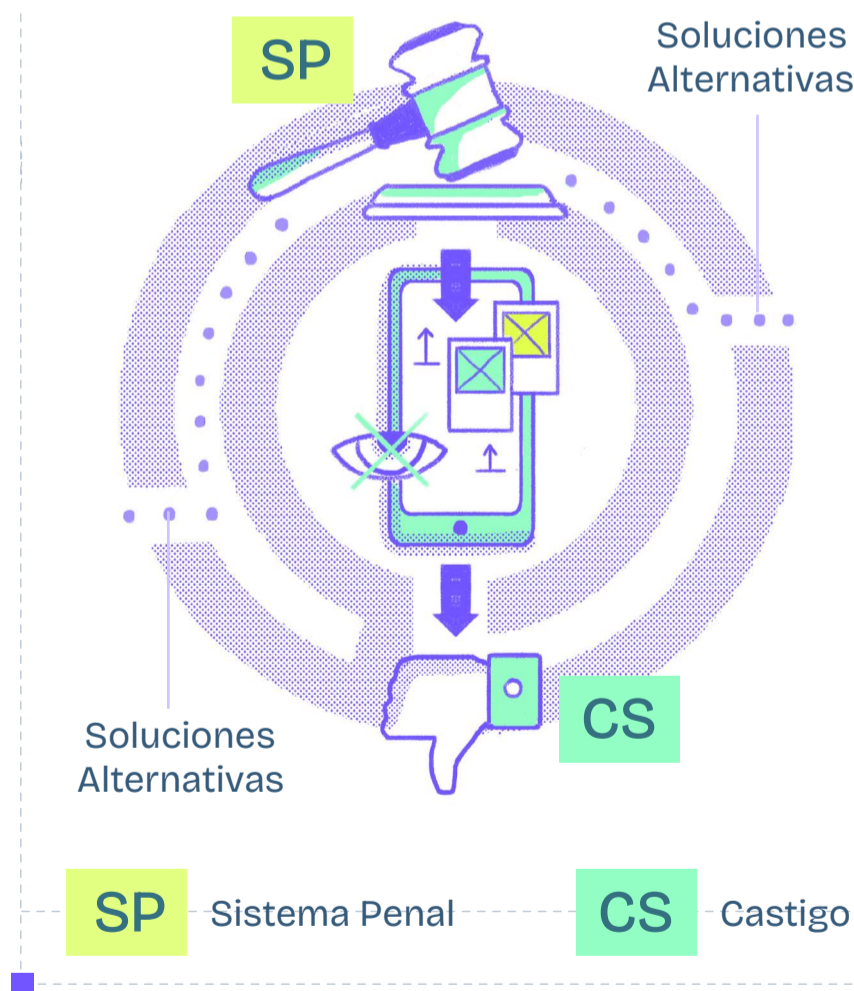 SP
Soluciones
Alternativas
CS
Soluciones
Alternativas
SP Sistema Penal
CS Castigo